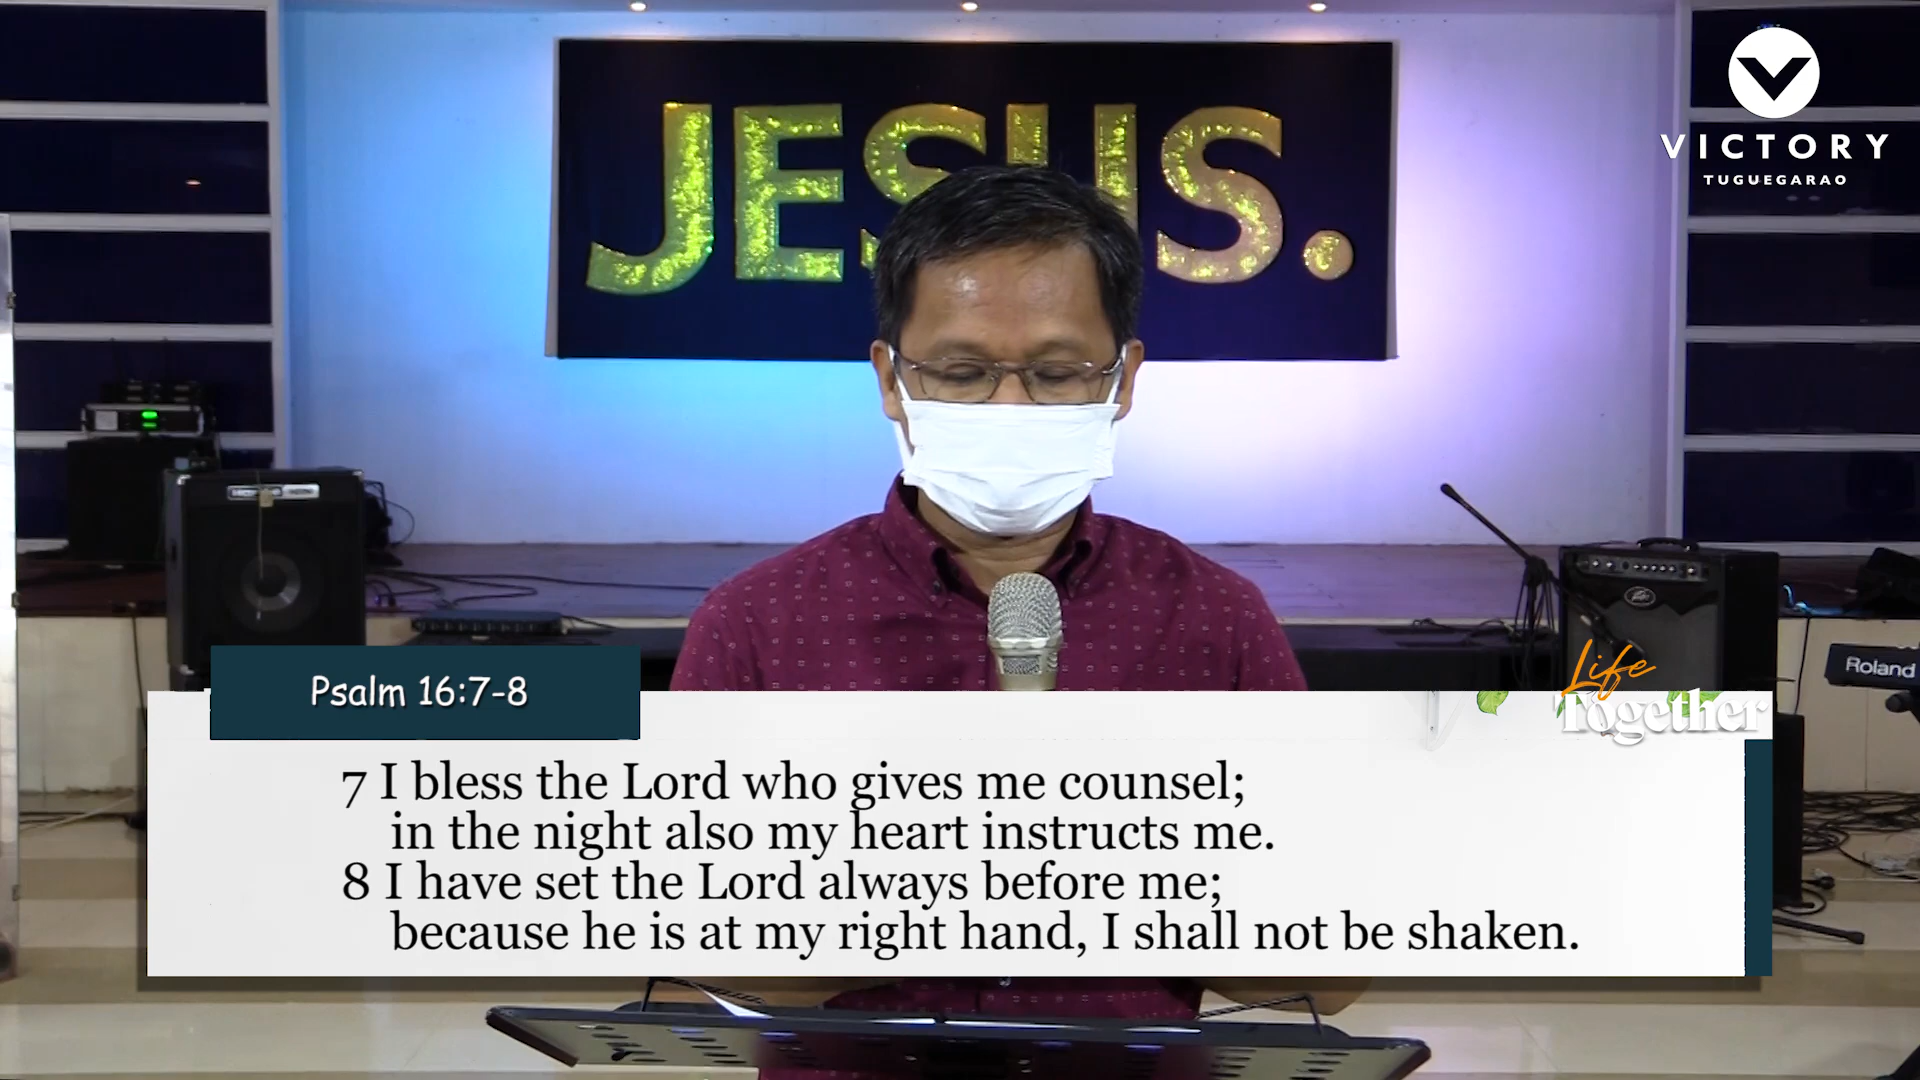 JESUS.
VICTORY
TUGUEGARAO
Psalm 16:7-8
Life
Together
7 I bless the Lord who gives me counsel;
in the night also my heart instructs me.
8 I have set the Lord always before me;
because he is at my right hand, I shall not be shaken.
Roland